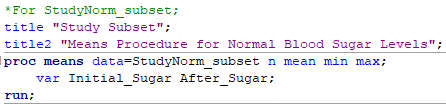 *For StudyNorm_subset;
title "Study Subset";
title2 "Means Procedure for Normal Blood Sugar Levels";
proc means data=StudyNorm_subset n mean min max;
    var Initial_Sugar After_Sugar;
run;